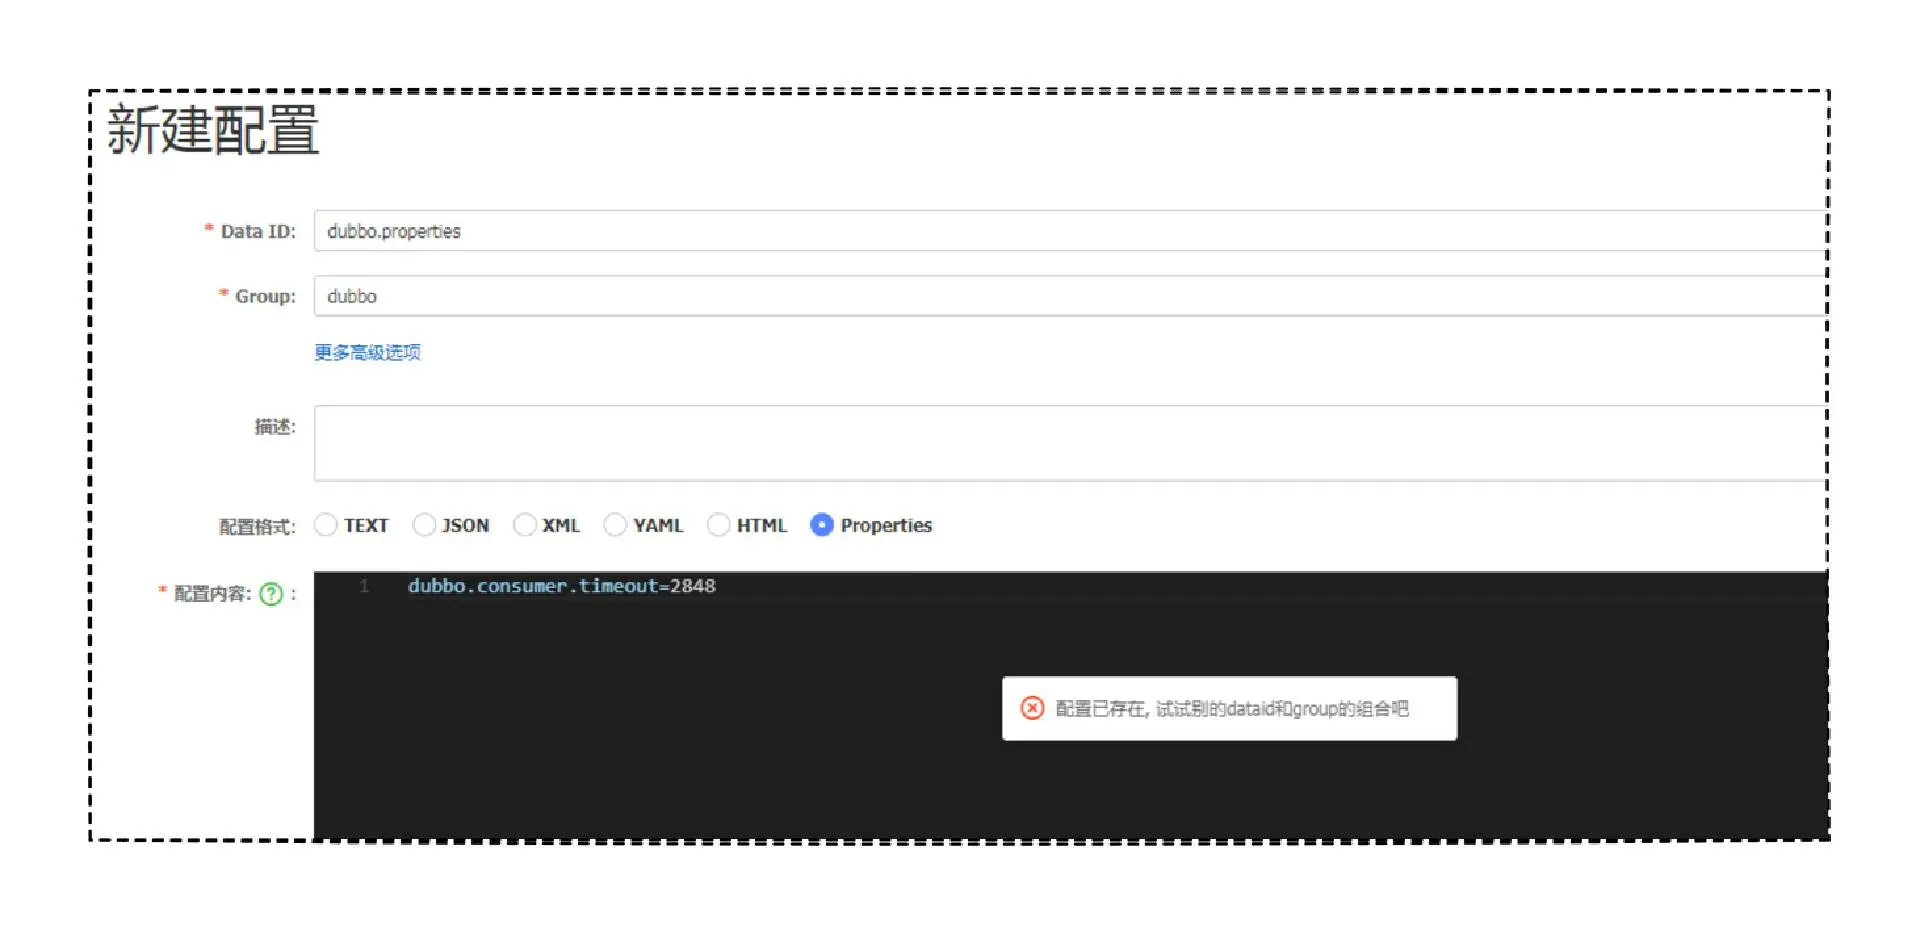 新建配置
* Data ID: dubbo.properties
* Group: dubbo
更多高级选项
描述:
配置格式: TEXT JSON XML YAML HTML Properties
* 配置内容: ? : 1 dubbo.consumer.timeout=2848
配置已存在, 试试别的dataid和group的组合吧